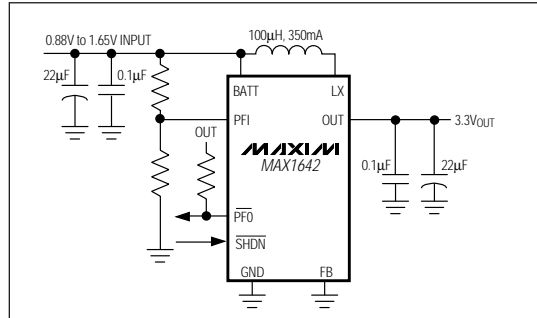 0.88V to 1.65V INPUT
100µH, 350mA
22µF
0.1µF
BATT
LX
PFI
OUT
OUT
3.3VOUT
MAXIM
MAX1642
0.1µF
22µF
PFO
SHDN
GND
FB